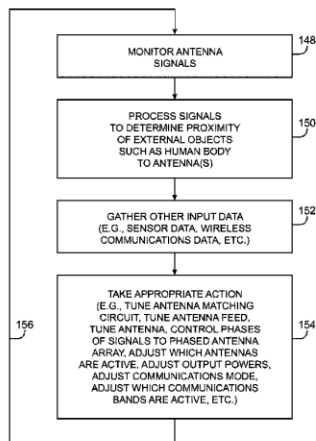 MONITOR ANTENNA
SIGNALS
148
PROCESS SIGNALS
TO DETERMINE PROXIMITY
OF EXTERNAL OBJECTS
SUCH AS HUMAN BODY
TO ANTENNA(S)
150
GATHER OTHER INPUT DATA
(E.G., SENSOR DATA, WIRELESS
COMMUNICATIONS DATA, ETC.)
152
TAKE APPROPRIATE ACTION
(E.G., TUNE ANTENNA MATCHING
CIRCUIT, TUNE ANTENNA FEED,
TUNE ANTENNA, CONTROL PHASES
OF SIGNALS TO PHASED ANTENNA
ARRAY, ADJUST WHICH ANTENNAS
ARE ACTIVE, ADJUST OUTPUT POWERS,
ADJUST COMMUNICATIONS MODE,
ADJUST WHICH COMMUNICATIONS
BANDS ARE ACTIVE, ETC.)
154
156